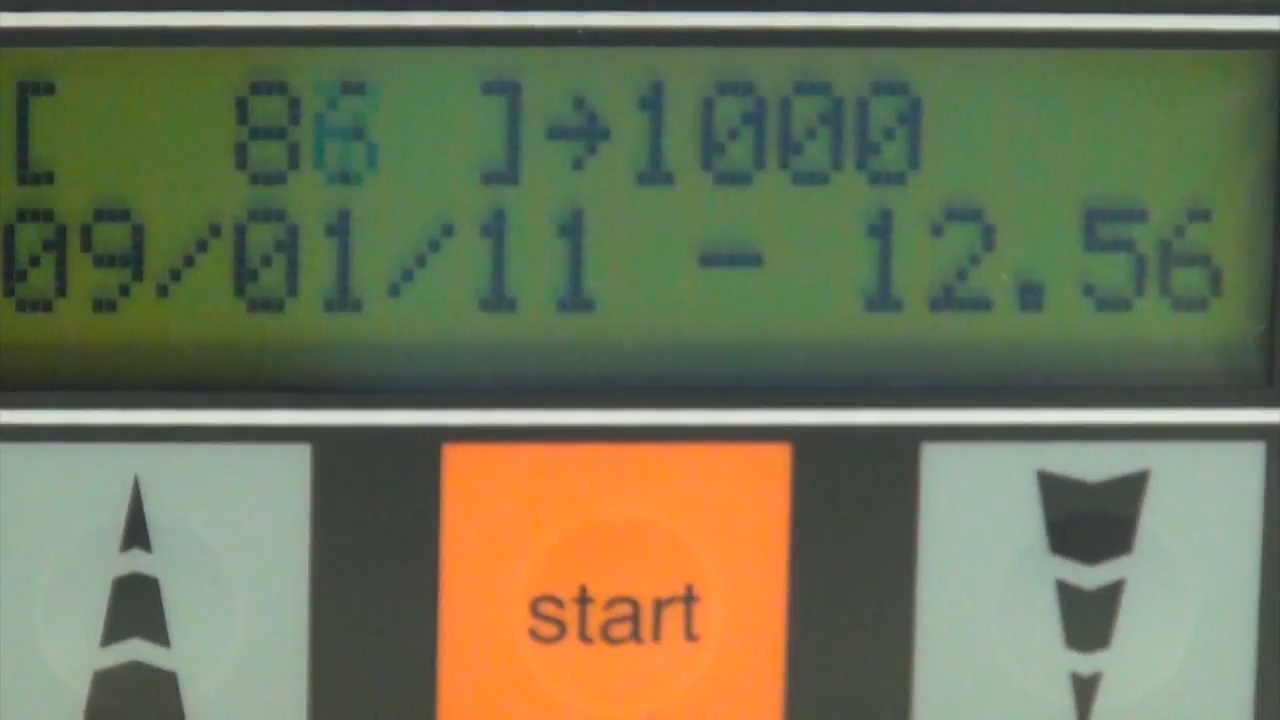 [ 86 ]→1000
09/01/11 - 12.56
start